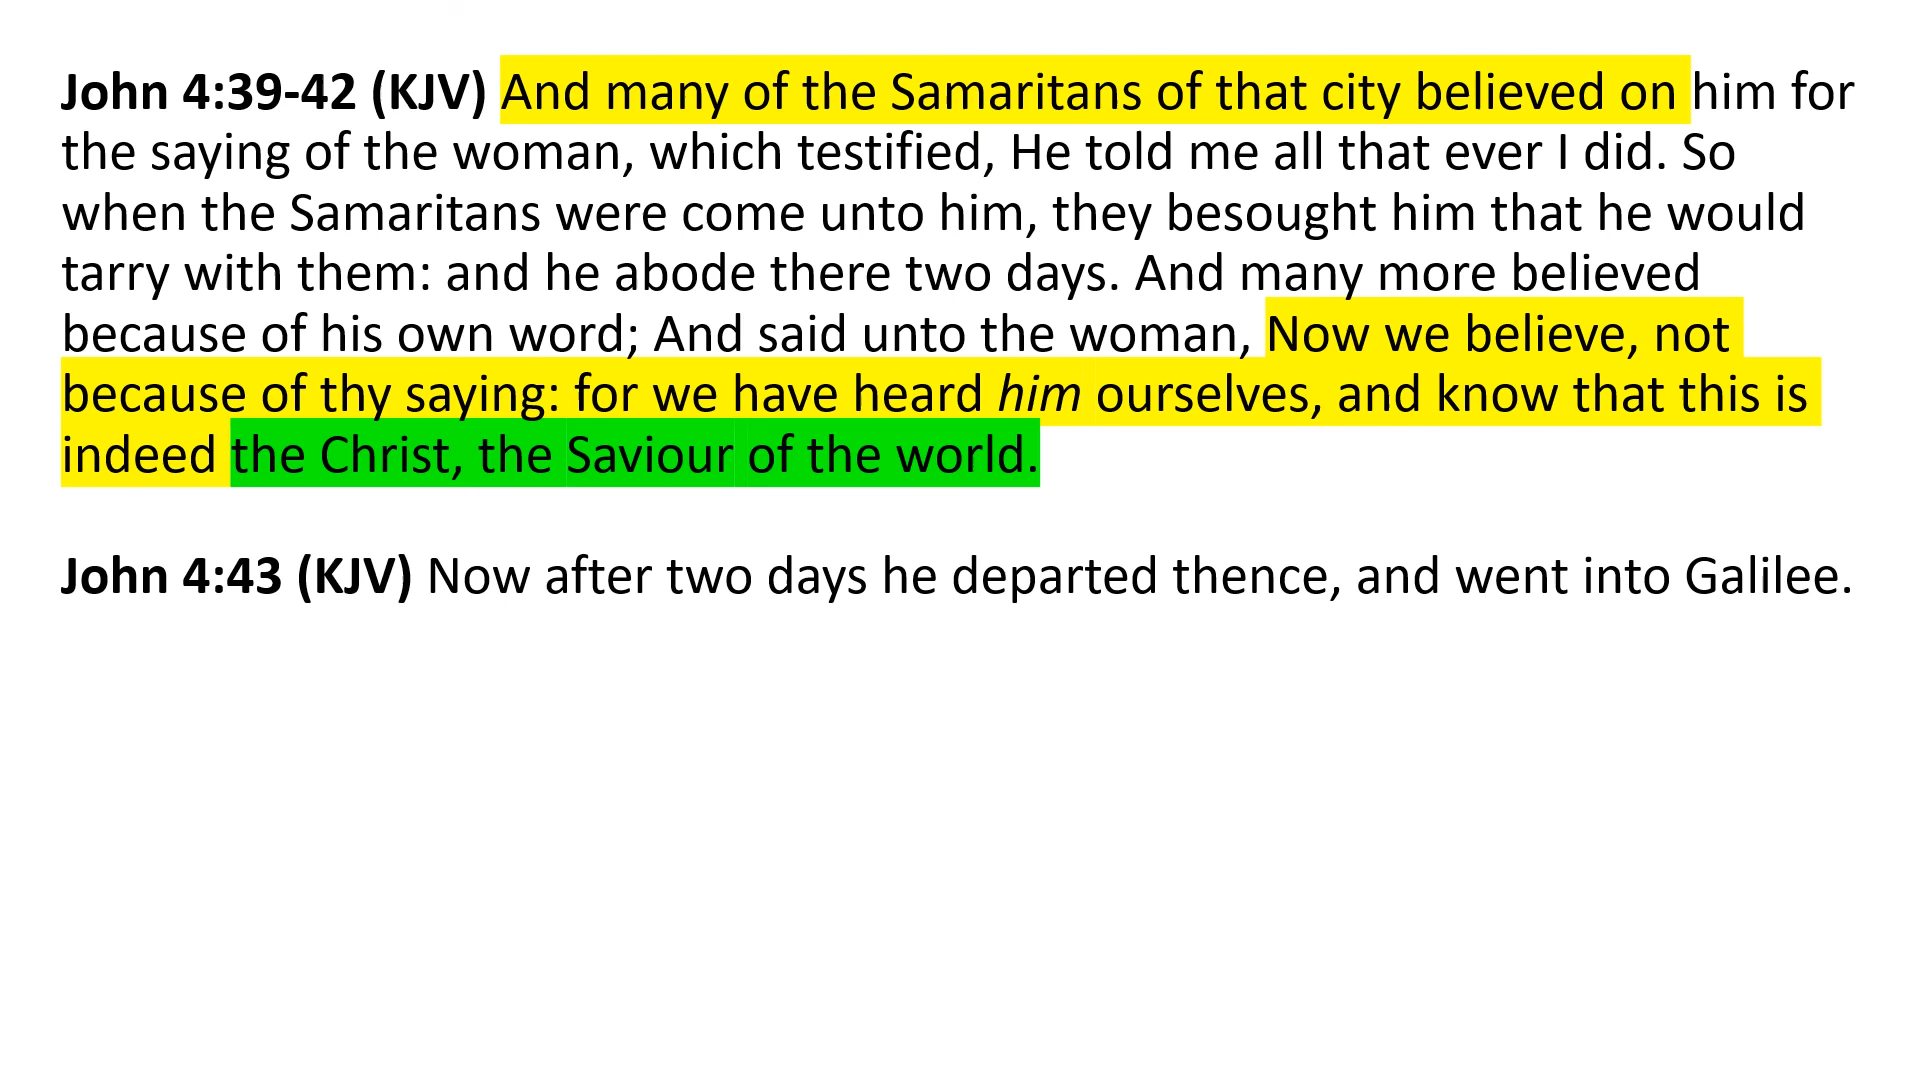 John 4:39-42 (KJV) And many of the Samaritans of that city believed on him for
the saying of the woman, which testified, He told me all that ever I did. So
when the Samaritans were come unto him, they besought him that he would
tarry with them: and he abode there two days. And many more believed
because of his own word; And said unto the woman, Now we believe, not
because of thy saying: for we have heard him ourselves, and know that this is
indeed the Christ, the Saviour of the world.
John 4:43 (KJV) Now after two days he departed thence, and went into Galilee.